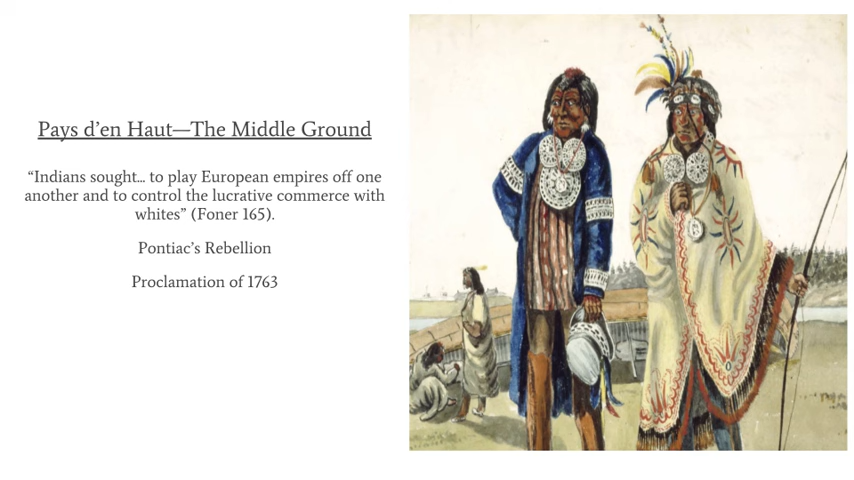 Pays d’en Haut—The Middle Ground
“Indians sought… to play European empires off one
another and to control the lucrative commerce with
whites” (Foner 165).
Pontiac’s Rebellion
Proclamation of 1763